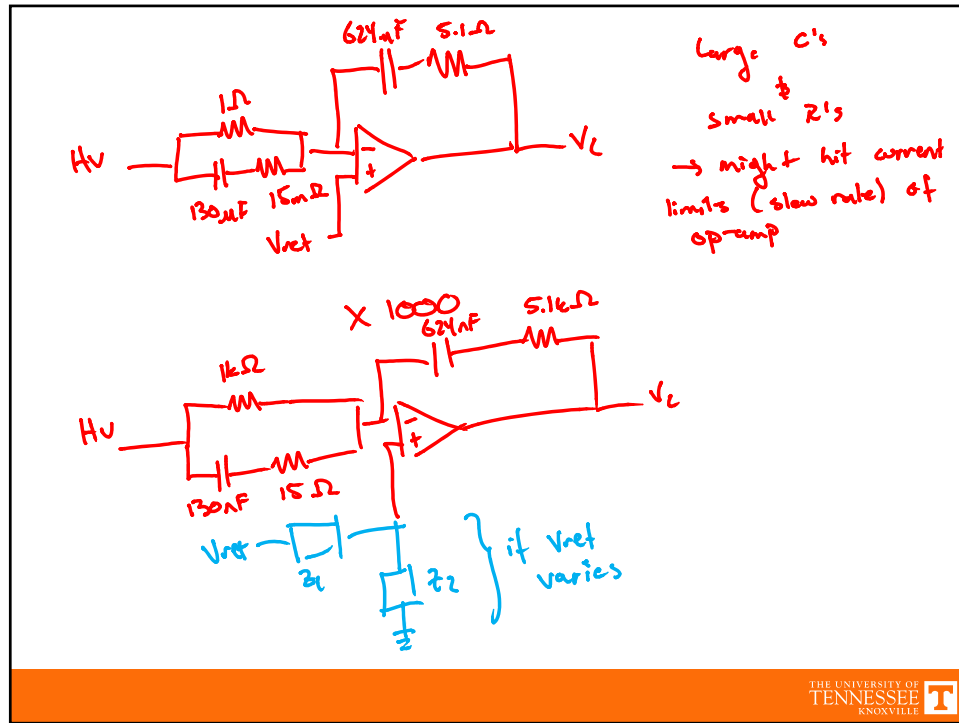 624μF 5.1Ω
1Ω
Hv
130μF 15mΩ
Vref
-
+
Vc
Large C's
&
small R's
→ might hit current
limits (slew rate) of
op-amp
X 1000
624nF 5.1kΩ
1kΩ
Hv
130nF 15Ω
-
+
Vc
Vref
Z1
Z2
if Vref
varies
THE UNIVERSITY OF
TENNESSEE T
KNOXVILLE